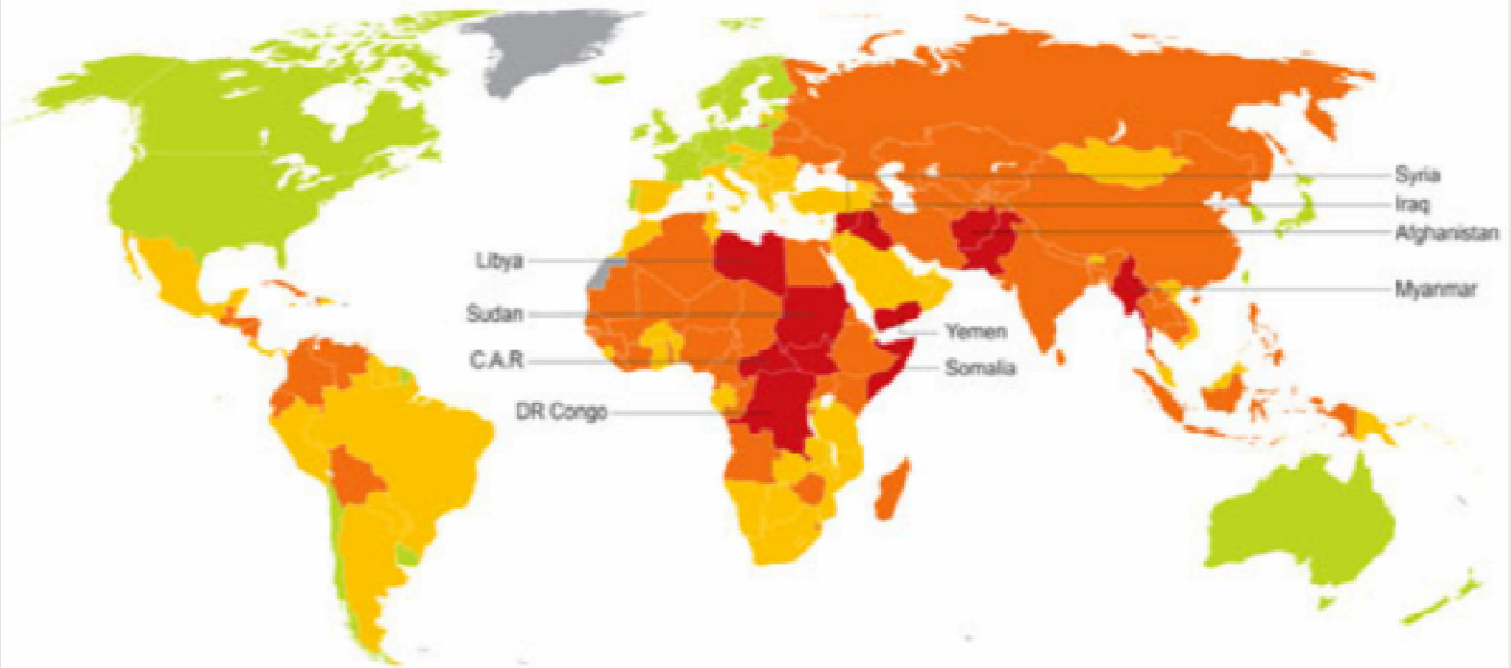 Syria
Iraq
Afghanistan
Libya
Myanmar
Sudan
Yemen
C.A.R
Somalia
DR Congo